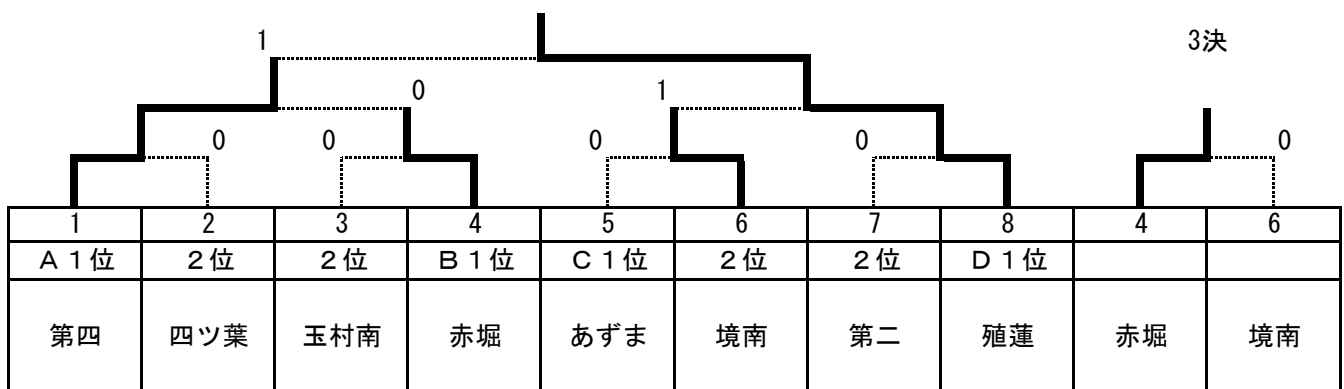 1 3決
0 1
0 0 0 0 0
1 2 3 4 5 6 7 8 4 6
A1位 2位 2位 B1位 C1位 2位 2位 D1位
第四 四ツ葉 玉村南 赤堀 あずま 境南 第二 殖蓮 赤堀 境南